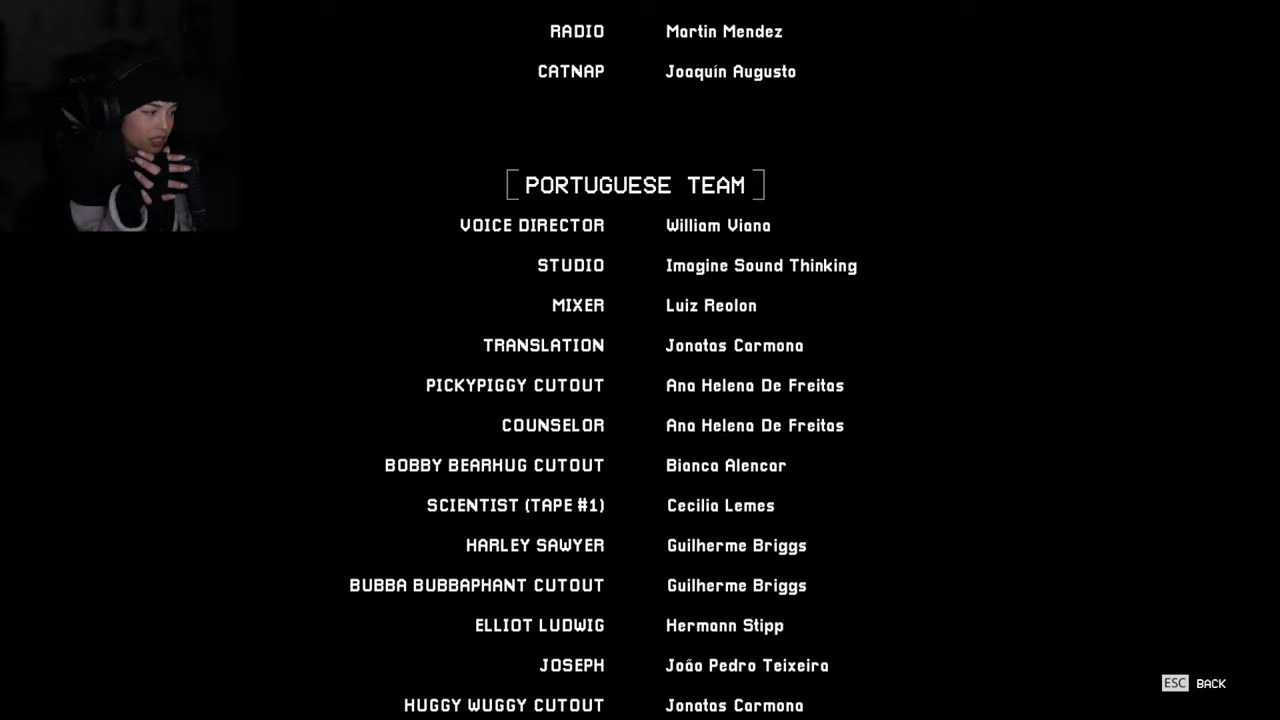 RADIO Martin Mendez
CATNAP Joaquín Augusto
PORTUGUESE TEAM
VOICE DIRECTOR William Viana
STUDIO Imagine Sound Thinking
MIXER Luiz Reolon
TRANSLATION Jonatas Carmona
PICKYPIGGY CUTOUT Ana Helena De Freitas
COUNSELOR Ana Helena De Freitas
BOBBY BEARHUG CUTOUT Bianca Alencar
SCIENTIST (TAPE #1) Cecilia Lemes
HARLEY SAWYER Guilherme Briggs
BUBBA BUBBAPHANT CUTOUT Guilherme Briggs
ELLIOT LUDWIG Hermann Stipp
JOSEPH João Pedro Teixeira
ESC BACK
HUGGY WUGGY CUTOUT Jonatas Carmona